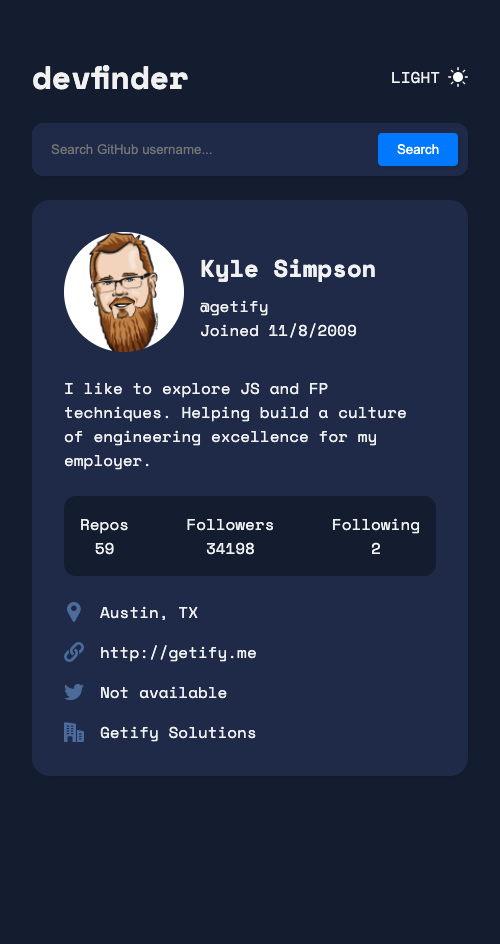 devfinder
LIGHT
Search GitHub username...
Search
Kyle Simpson
@getify
Joined 11/8/2009
I like to explore JS and FP
techniques. Helping build a culture
of engineering excellence for my
employer.
Repos Followers Following
59 34198 2
Austin, TX
http://getify.me
Not available
Getify Solutions